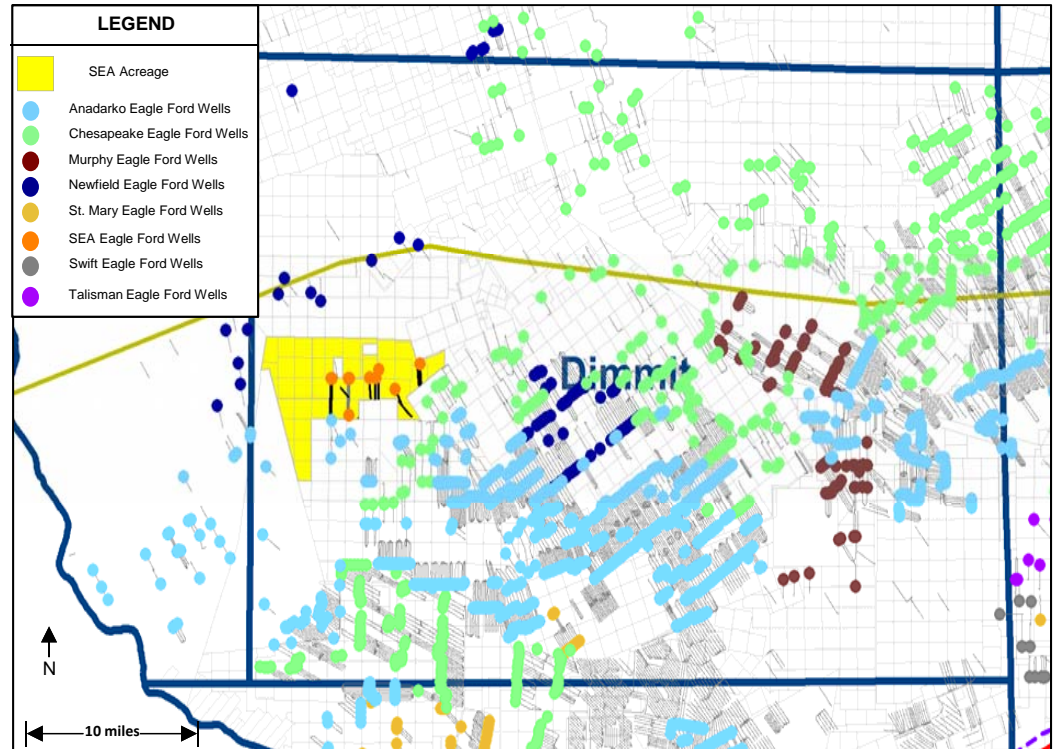 LEGEND
SEA Acreage
Anadarko Eagle Ford Wells
Chesapeake Eagle Ford Wells
Murphy Eagle Ford Wells
Newfield Eagle Ford Wells
St. Mary Eagle Ford Wells
SEA Eagle Ford Wells
Swift Eagle Ford Wells
Talisman Eagle Ford Wells
Dimmit
N
10 miles